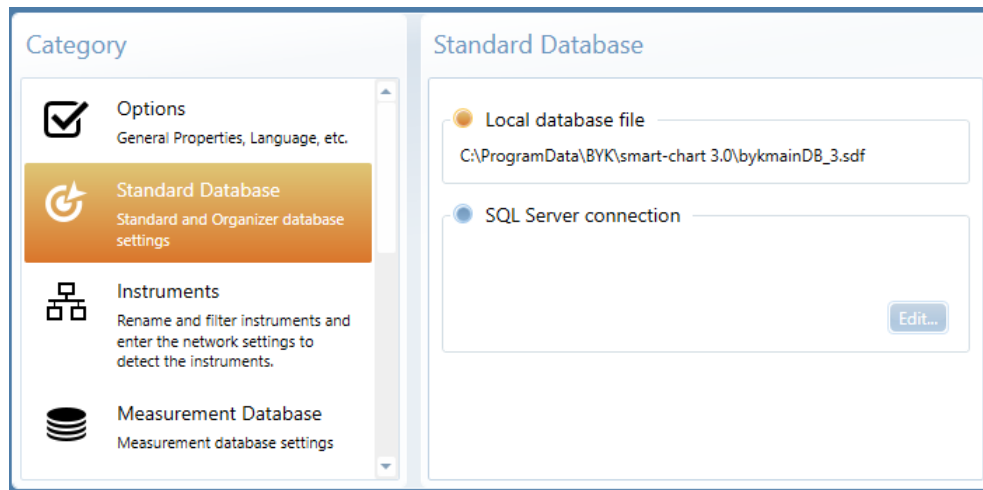 Category
Options
General Properties, Language, etc.
Standard Database
Standard and Organizer database
settings
Instruments
Rename and filter instruments and
enter the network settings to
detect the instruments.
Measurement Database
Measurement database settings
Standard Database
Local database file
C:\ProgramData\BYK\smart-chart 3.0\bykmainDB_3.sdf
SQL Server connection
Edit...